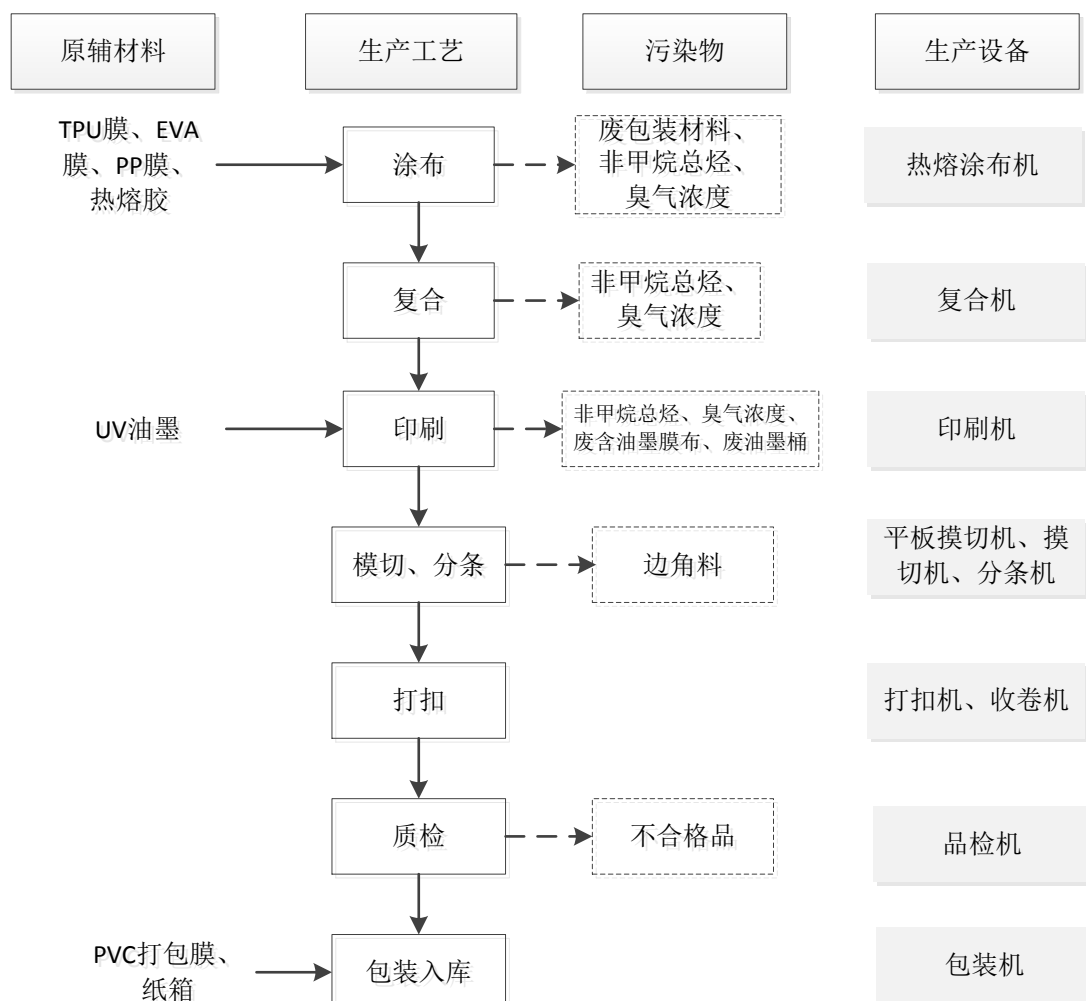 原辅材料
生产工艺
污染物
生产设备
TPU膜、EVA
膜、PP膜、
热熔胶
涂布
废包装材料、
非甲烷总烃、
臭气浓度
热熔涂布机
复合
非甲烷总烃、
臭气浓度
复合机
UV油墨
印刷
非甲烷总烃、臭气浓度、
废含油墨膜布、废油墨桶
印刷机
模切、分条
边角料
平板摸切机、摸
切机、分条机
打扣
打扣机、收卷机
质检
不合格品
品检机
PVC打包膜、
纸箱
包装入库
包装机